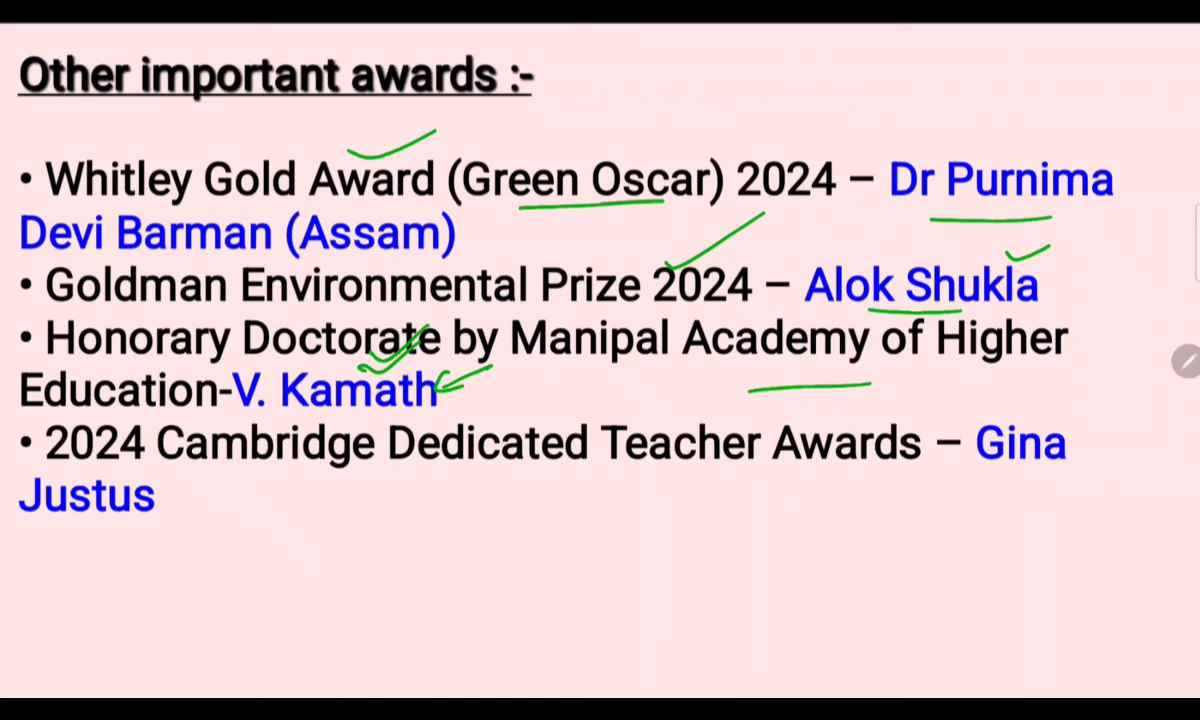 Other important awards :-
• Whitley Gold Award (Green Oscar) 2024 – Dr Purnima
Devi Barman (Assam)
• Goldman Environmental Prize 2024 – Alok Shukla
• Honorary Doctorate by Manipal Academy of Higher
Education-V. Kamath
• 2024 Cambridge Dedicated Teacher Awards – Gina
Justus